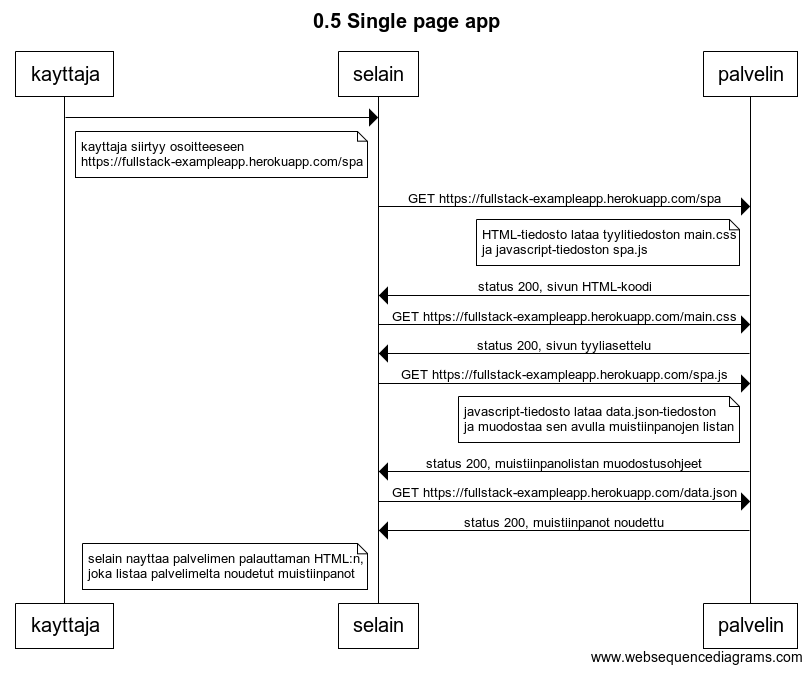 0.5 Single page app
kayttaja
selain
palvelin
kayttaja siirtyy osoitteeseen
https://fullstack-exampleapp.herokuapp.com/spa
GET https://fullstack-exampleapp.herokuapp.com/spa
HTML-tiedosto lataa tyylitiedoston main.css
ja javascript-tiedoston spa.js
status 200, sivun HTML-koodi
GET https://fullstack-exampleapp.herokuapp.com/main.css
status 200, sivun tyyliasettelu
GET https://fullstack-exampleapp.herokuapp.com/spa.js
javascript-tiedosto lataa data.json-tiedoston
ja muodostaa sen avulla muistiinpanojen listan
status 200, muistiinpanolistan muodostusohjeet
GET https://fullstack-exampleapp.herokuapp.com/data.json
status 200, muistiinpanot noudettu
selain nayttaa palvelimen palauttaman HTML:n,
joka listaa palvelimelta noudetut muistiinpanot
kayttaja
selain
palvelin
www.websequencediagrams.com